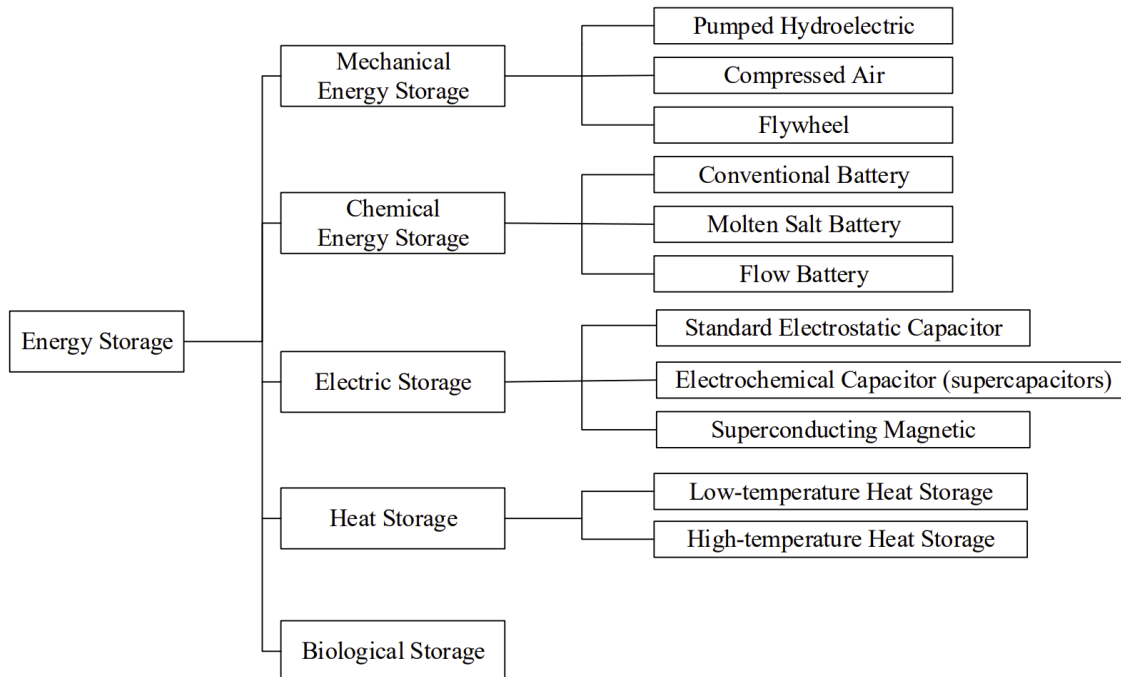 Energy Storage
Mechanical
Energy Storage
Pumped Hydroelectric
Compressed Air
Flywheel
Chemical
Energy Storage
Conventional Battery
Molten Salt Battery
Flow Battery
Electric Storage
Standard Electrostatic Capacitor
Electrochemical Capacitor (supercapacitors)
Superconducting Magnetic
Heat Storage
Low-temperature Heat Storage
High-temperature Heat Storage
Biological Storage